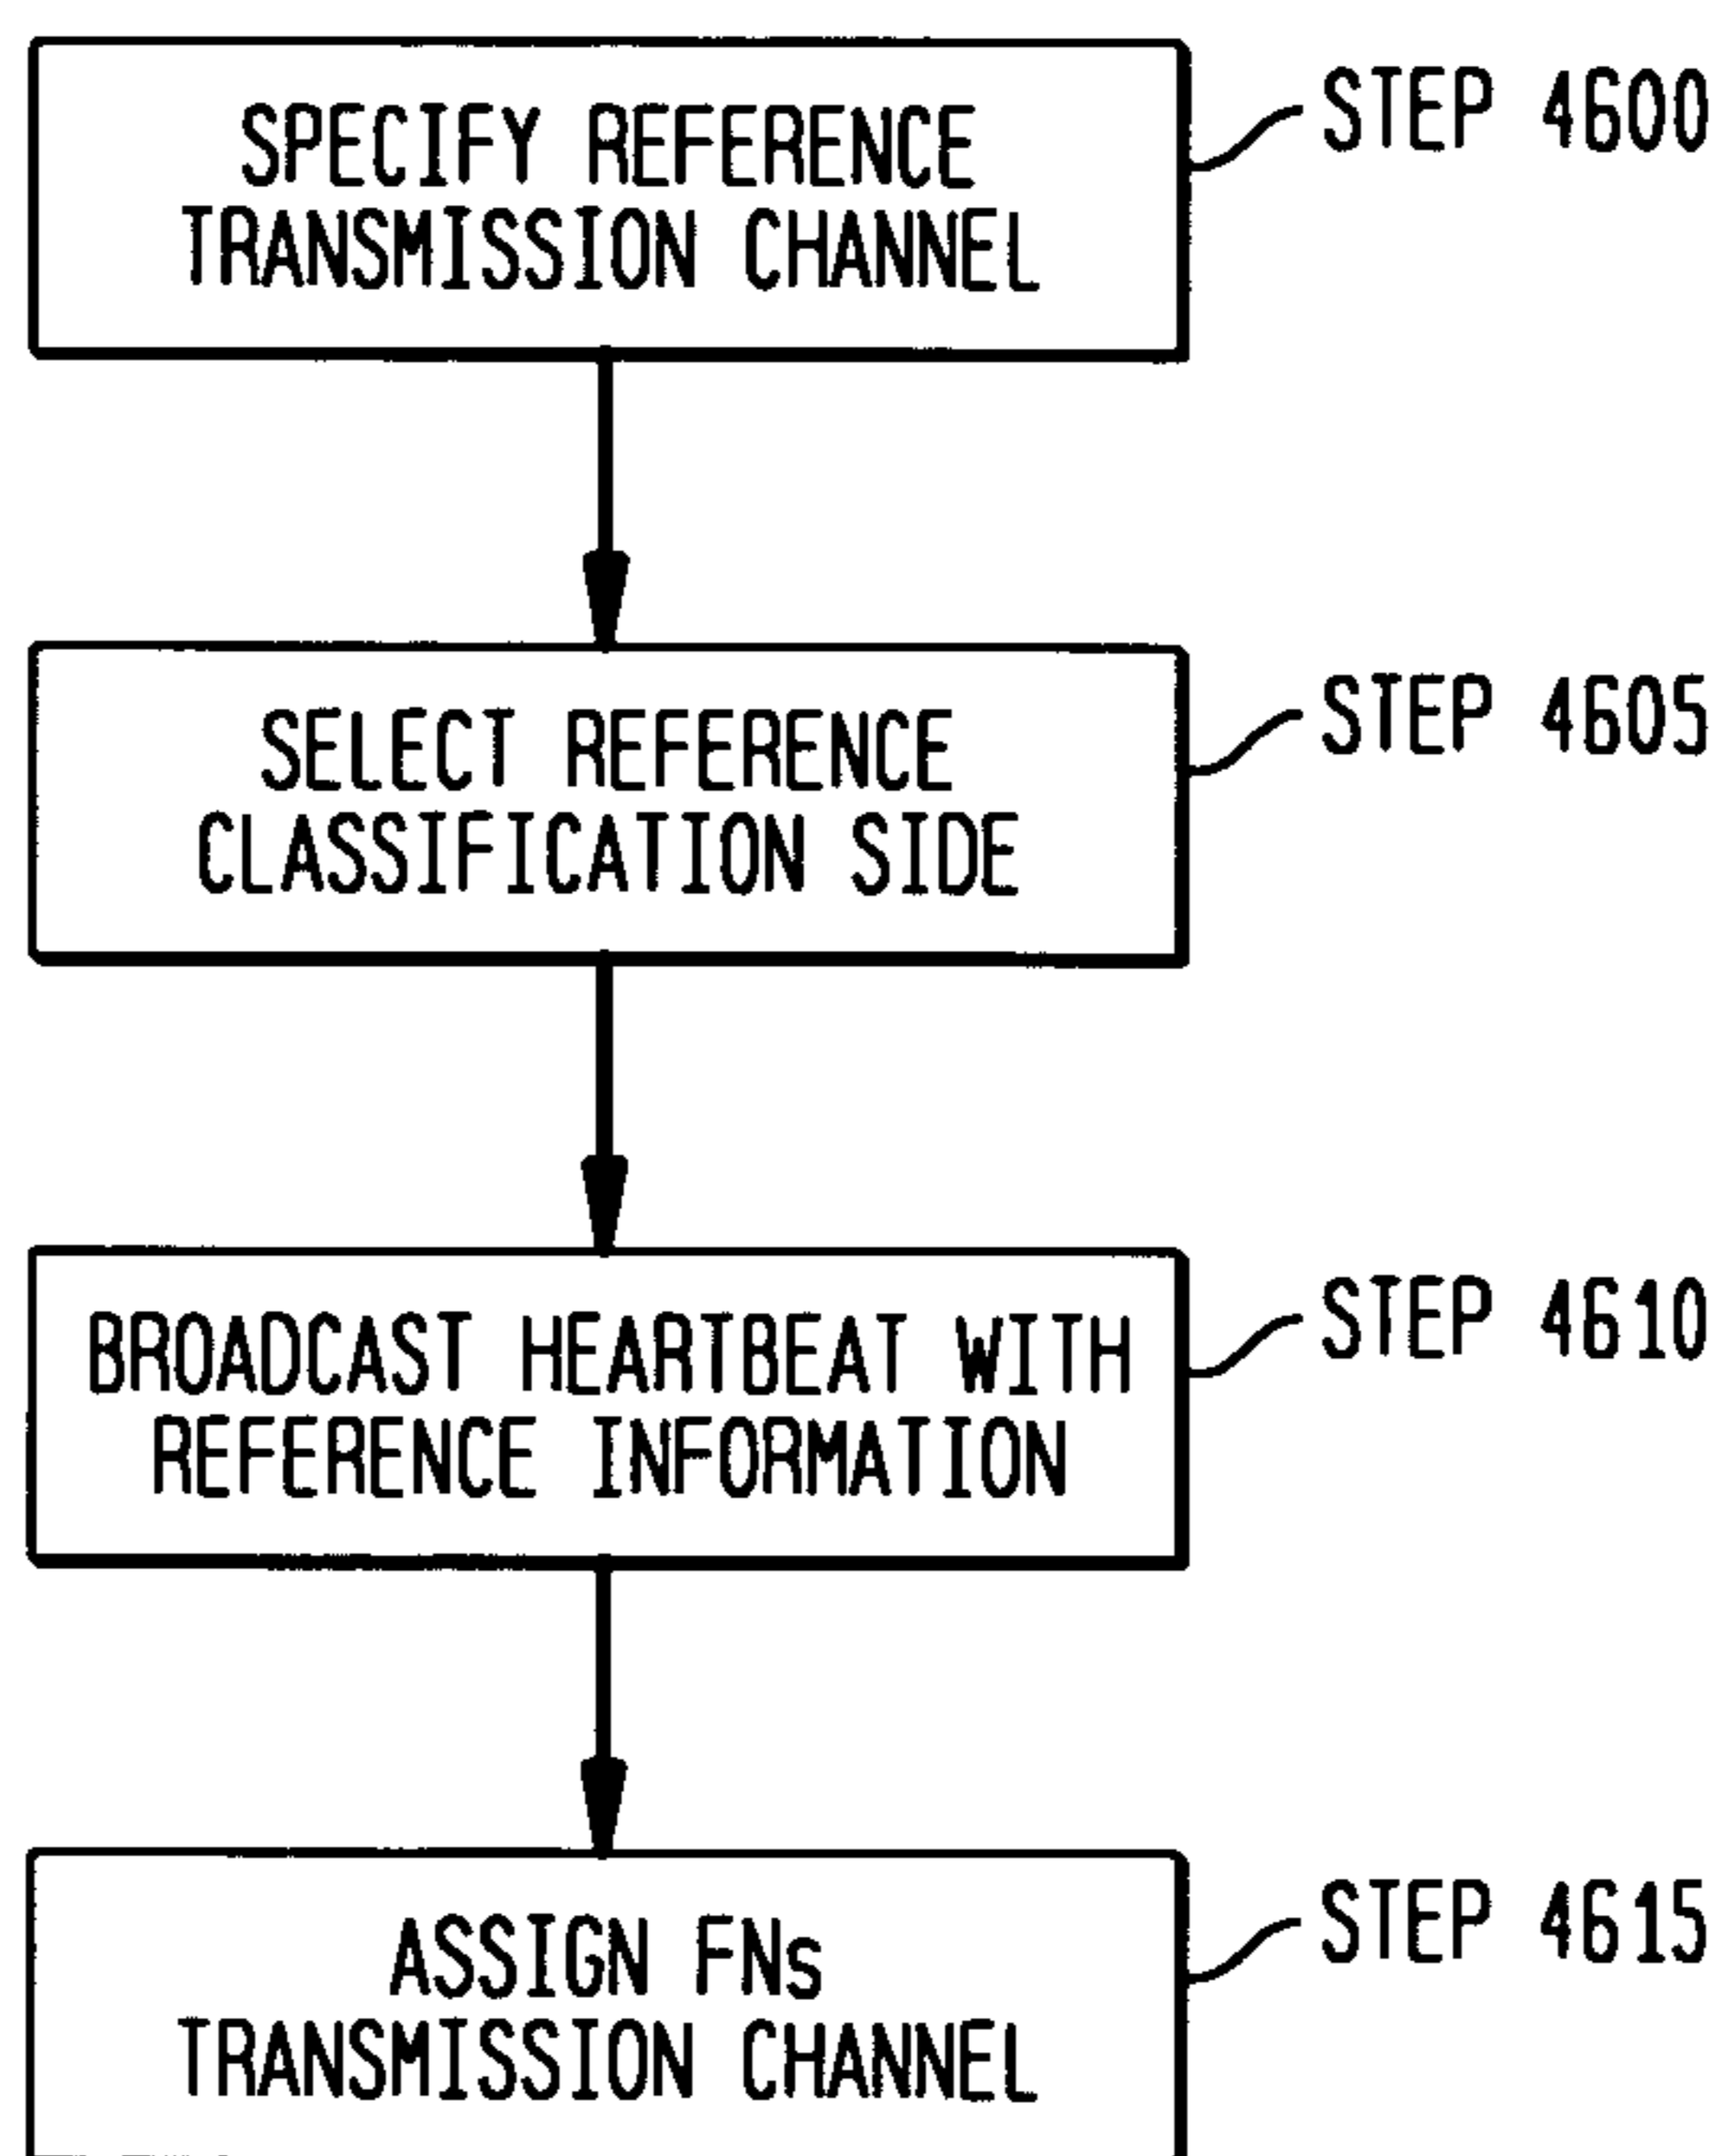 SPECIFY REFERENCE
TRANSMISSION CHANNEL
STEP 4600
SELECT REFERENCE
CLASSIFICATION SIDE
STEP 4605
BROADCAST HEARTBEAT WITH
REFERENCE INFORMATION
STEP 4610
ASSIGN FNs
TRANSMISSION CHANNEL
STEP 4615